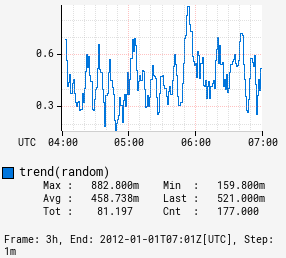 0.6
0.3
UTC 04:00 05:00 06:00 07:00
trend(random)
Max : 882.800m Min : 159.800m
Avg : 458.738m Last : 521.000m
Tot : 81.197 Cnt : 177.000
Frame: 3h, End: 2012-01-01T07:01Z[UTC], Step:
1m